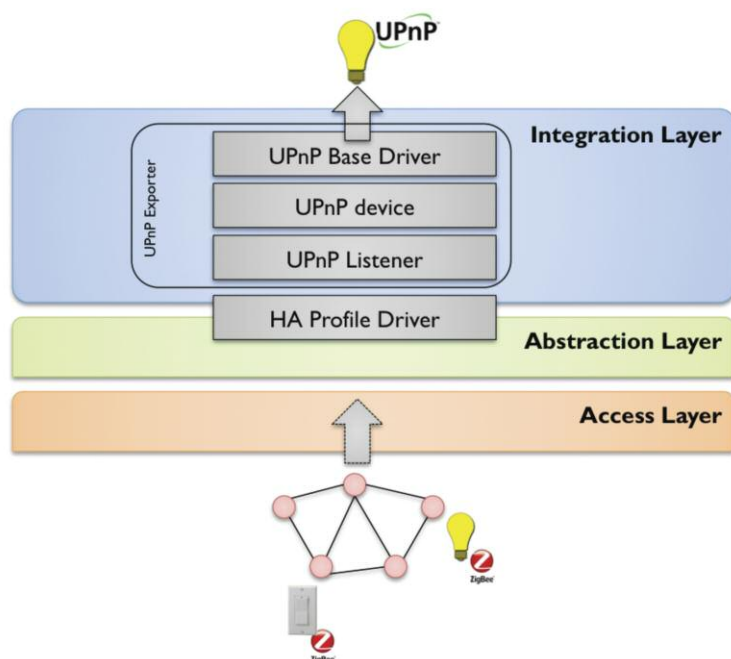 UPnP
Integration Layer
UPnP Exporter
UPnP Base Driver
UPnP device
UPnP Listener
HA Profile Driver
Abstraction Layer
Access Layer
ZigBee
ZigBee